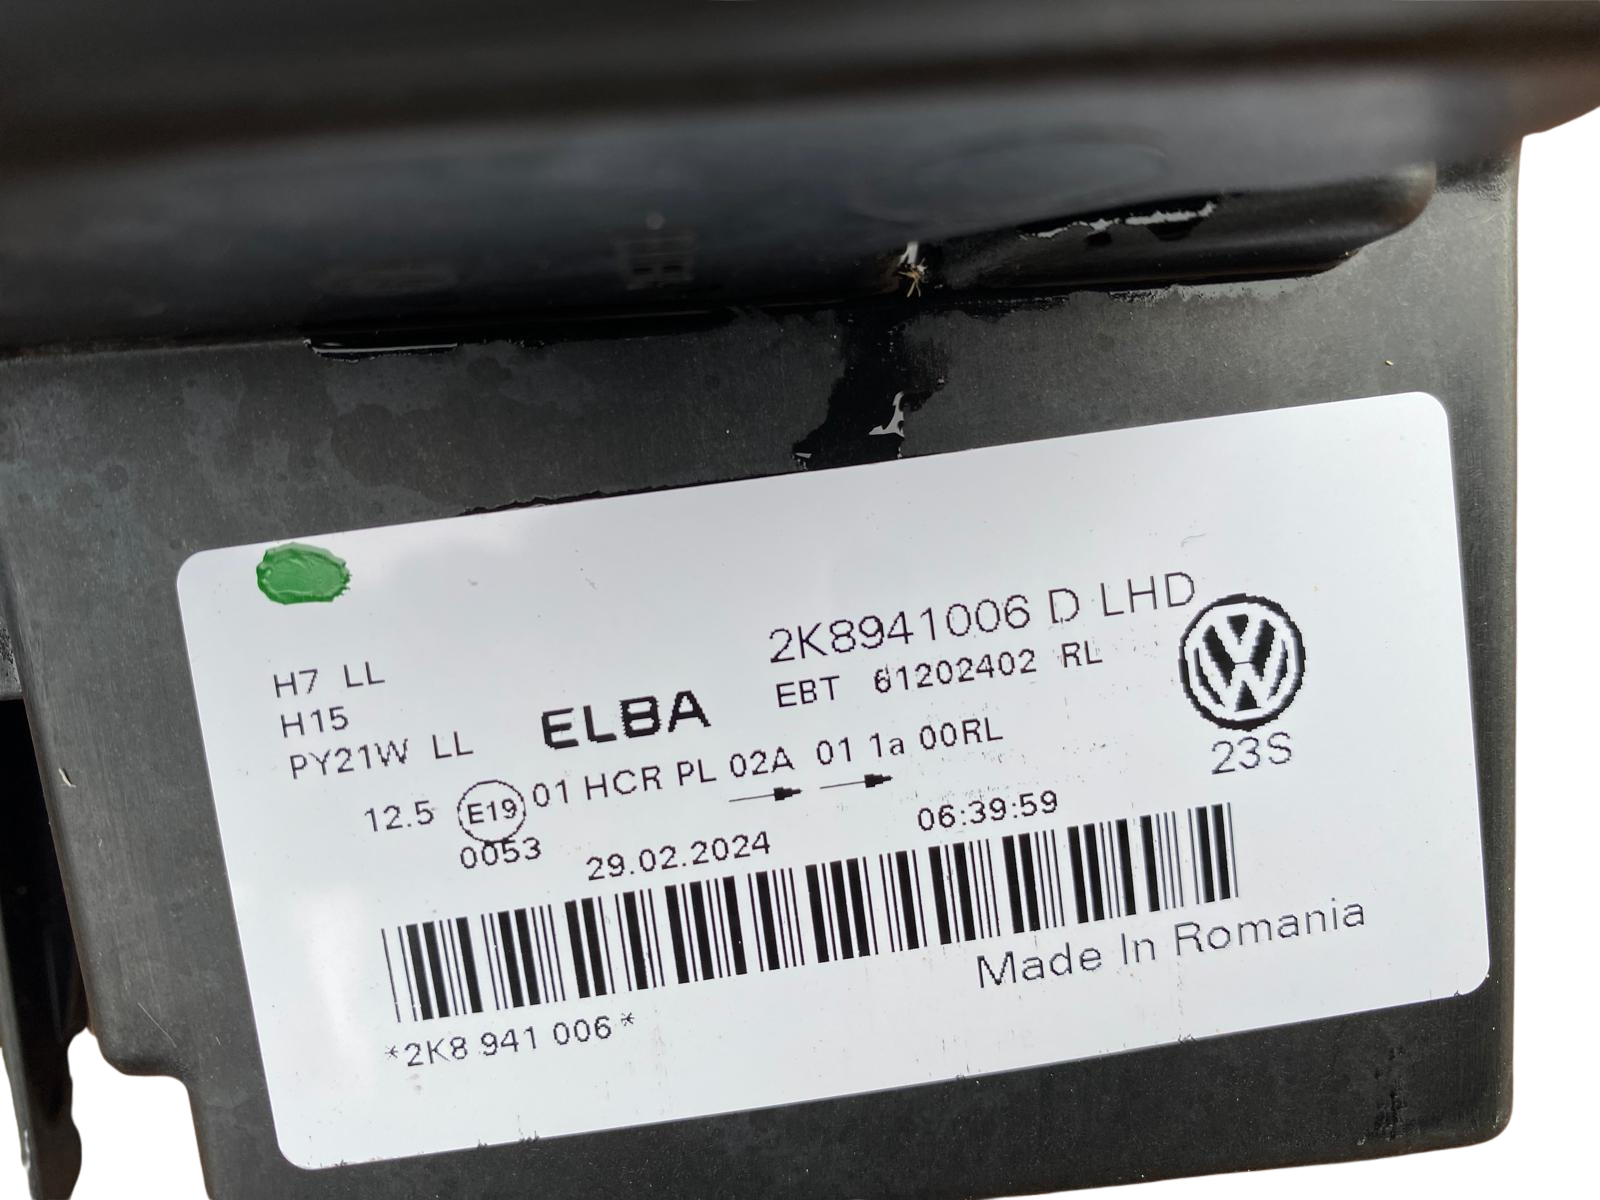 2K8941006 D LHD
EBT 61202402 RL
H7 LL
H15
PY21W LL
ELBA
23S
12.5 E19 01 HCR PL 02A 01 1a 00RL
0053
29.02.2024 06:39:59
Made In Romania
*2K8 941 006*